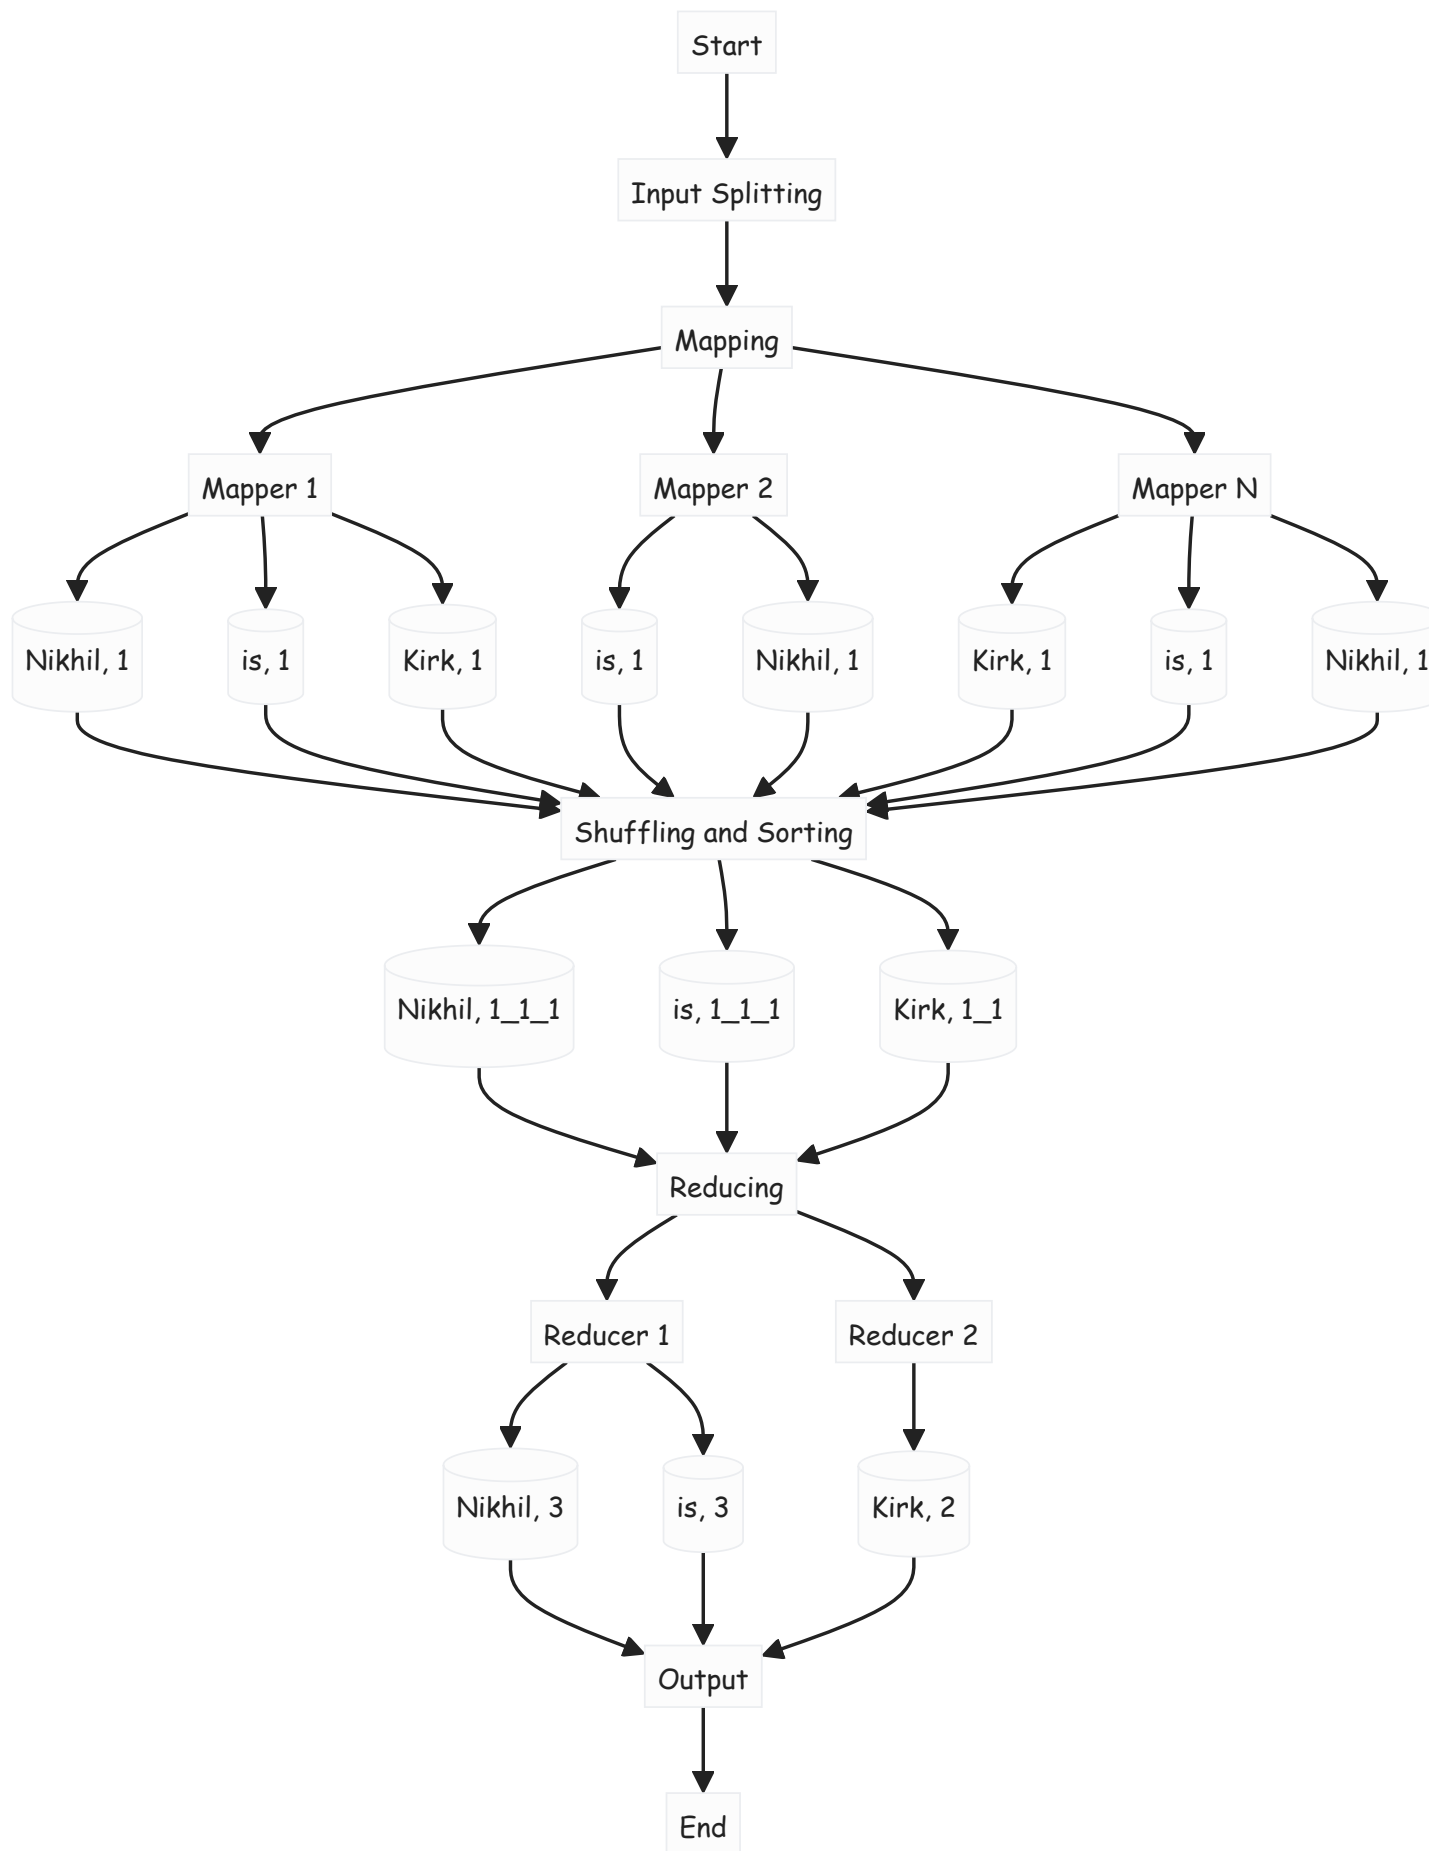 Start
Input Splitting
Mapping
Mapper 1
Mapper 2
Mapper N
Nikhil, 1
is, 1
Kirk, 1
is, 1
Nikhil, 1
Kirk, 1
is, 1
Nikhil, 1
Shuffling and Sorting
Nikhil, 1_1_1
is, 1_1_1
Kirk, 1_1
Reducing
Reducer 1
Reducer 2
Nikhil, 3
is, 3
Kirk, 2
Output
End